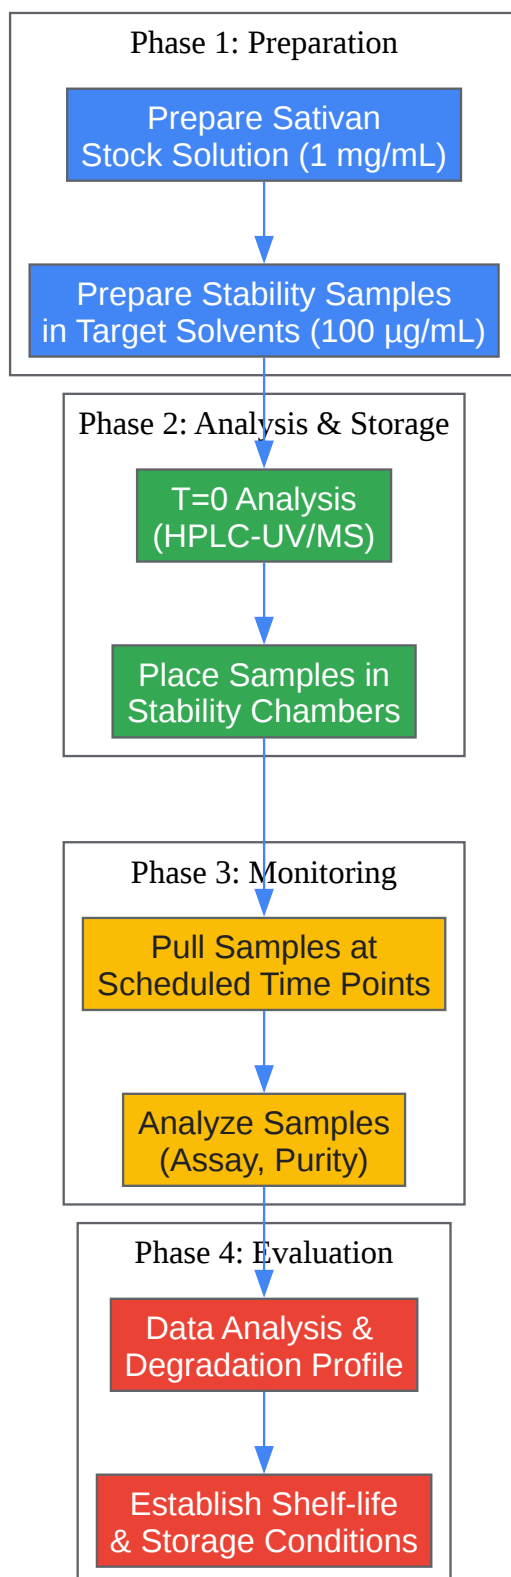 Phase 1: Preparation
Prepare Sativan
Stock Solution (1 mg/mL)
Prepare Stability Samples
in Target Solvents (100 µg/mL)
Phase 2: Analysis & Storage
T=0 Analysis
(HPLC-UV/MS)
Place Samples in
Stability Chambers
Phase 3: Monitoring
Pull Samples at
Scheduled Time Points
Analyze Samples
(Assay, Purity)
Phase 4: Evaluation
Data Analysis &
Degradation Profile
Establish Shelf-life
& Storage Conditions